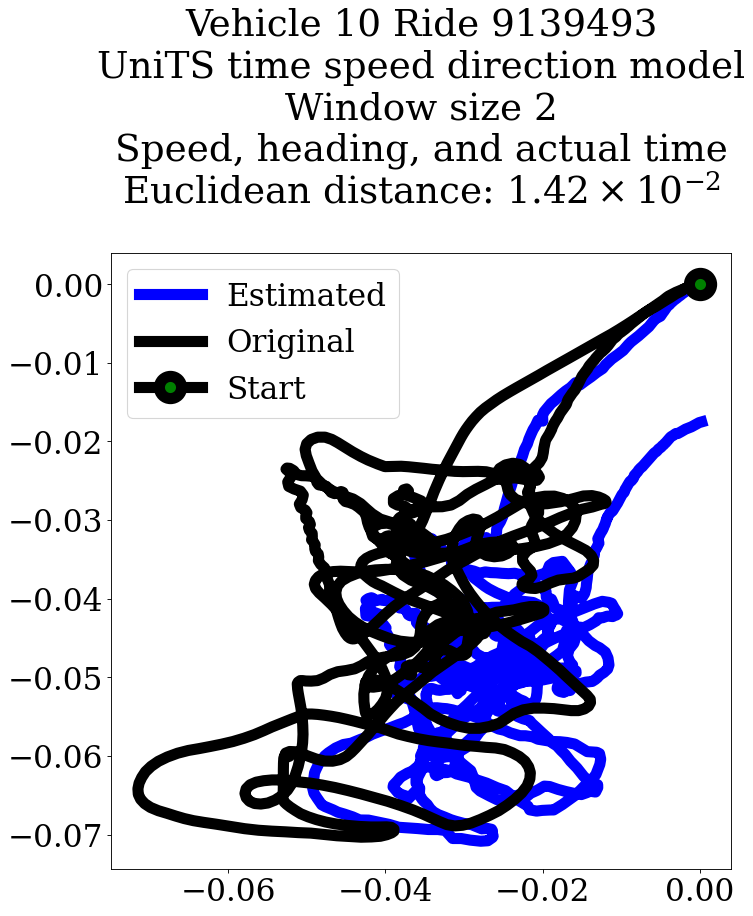 Vehicle 10 Ride 9139493
UniTS time speed direction model
Window size 2
Speed, heading, and actual time
Euclidean distance: 1.42 × 10⁻²
Estimated
Original
Start
0.00
−0.01
−0.02
−0.03
−0.04
−0.05
−0.06
−0.07
−0.06 −0.04 −0.02 0.00